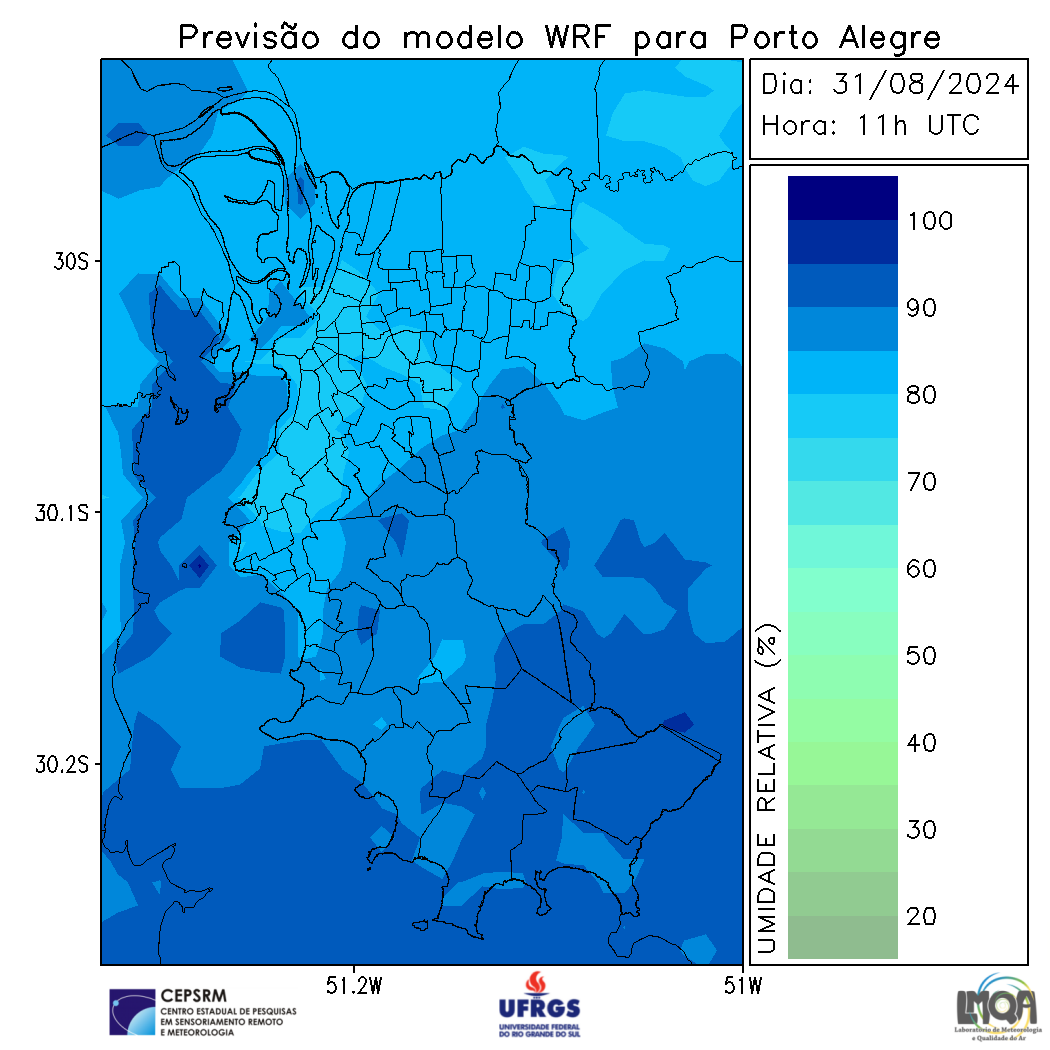 Previsão do modelo WRF para Porto Alegre
Dia: 31/08/2024
Hora: 11h UTC
100
90
80
70
60
50
40
30
20
UMIDADE RELATIVA (%)
30S
30.1S
30.2S
51.2W
51W
CEPSRM
CENTRO ESTADUAL DE PESQUISAS
EM SENSORIAMENTO REMOTO
E METEOROLOGIA
UFRGS
UNIVERSIDADE FEDERAL
DO RIO GRANDE DO SUL
LMQA
Laboratório de Meteorologia
e Qualidade do Ar